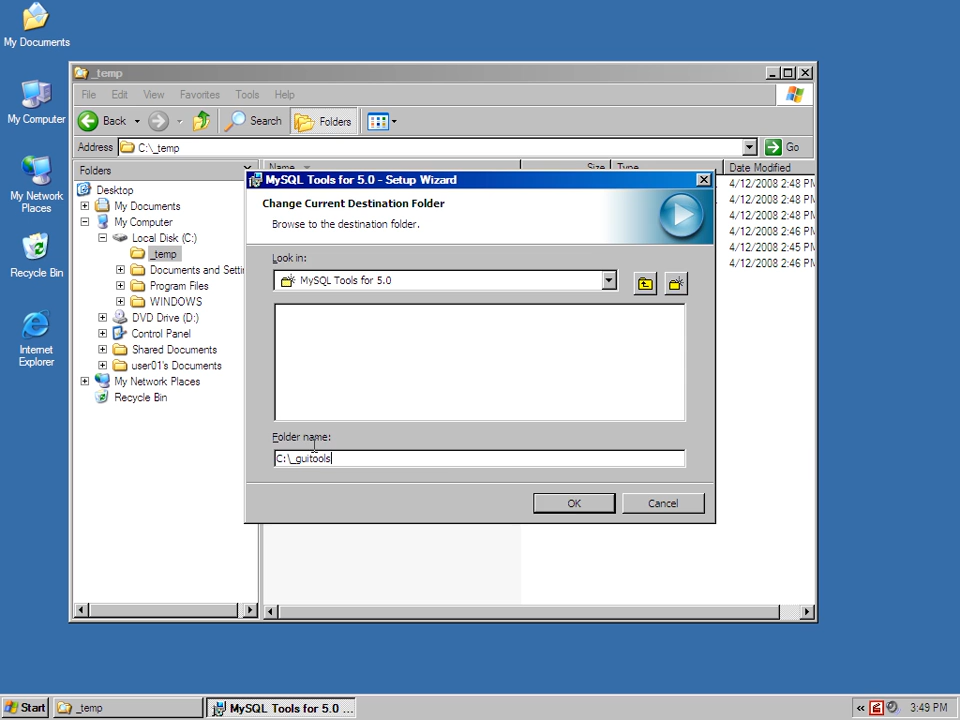 My Documents
My Computer
My Network
Places
Recycle Bin
Internet
Explorer
_temp
File Edit View Favorites Tools Help
Back Search Folders
Address C:\_temp Go
Folders
Name Size Type Date Modified
Desktop
My Documents
My Computer
Local Disk (C:)
_temp
Documents and Setti
Program Files
WINDOWS
DVD Drive (D:)
Control Panel
Shared Documents
user01's Documents
My Network Places
Recycle Bin
4/12/2008 2:48 PM
4/12/2008 2:48 PM
4/12/2008 2:48 PM
4/12/2008 2:46 PM
4/12/2008 2:45 PM
4/12/2008 2:46 PM
MySQL Tools for 5.0 - Setup Wizard
Change Current Destination Folder
Browse to the destination folder.
Look in:
MySQL Tools for 5.0
Folder name:
C:\_guitools
OK Cancel
Start _temp MySQL Tools for 5.0 ... « 3:49 PM